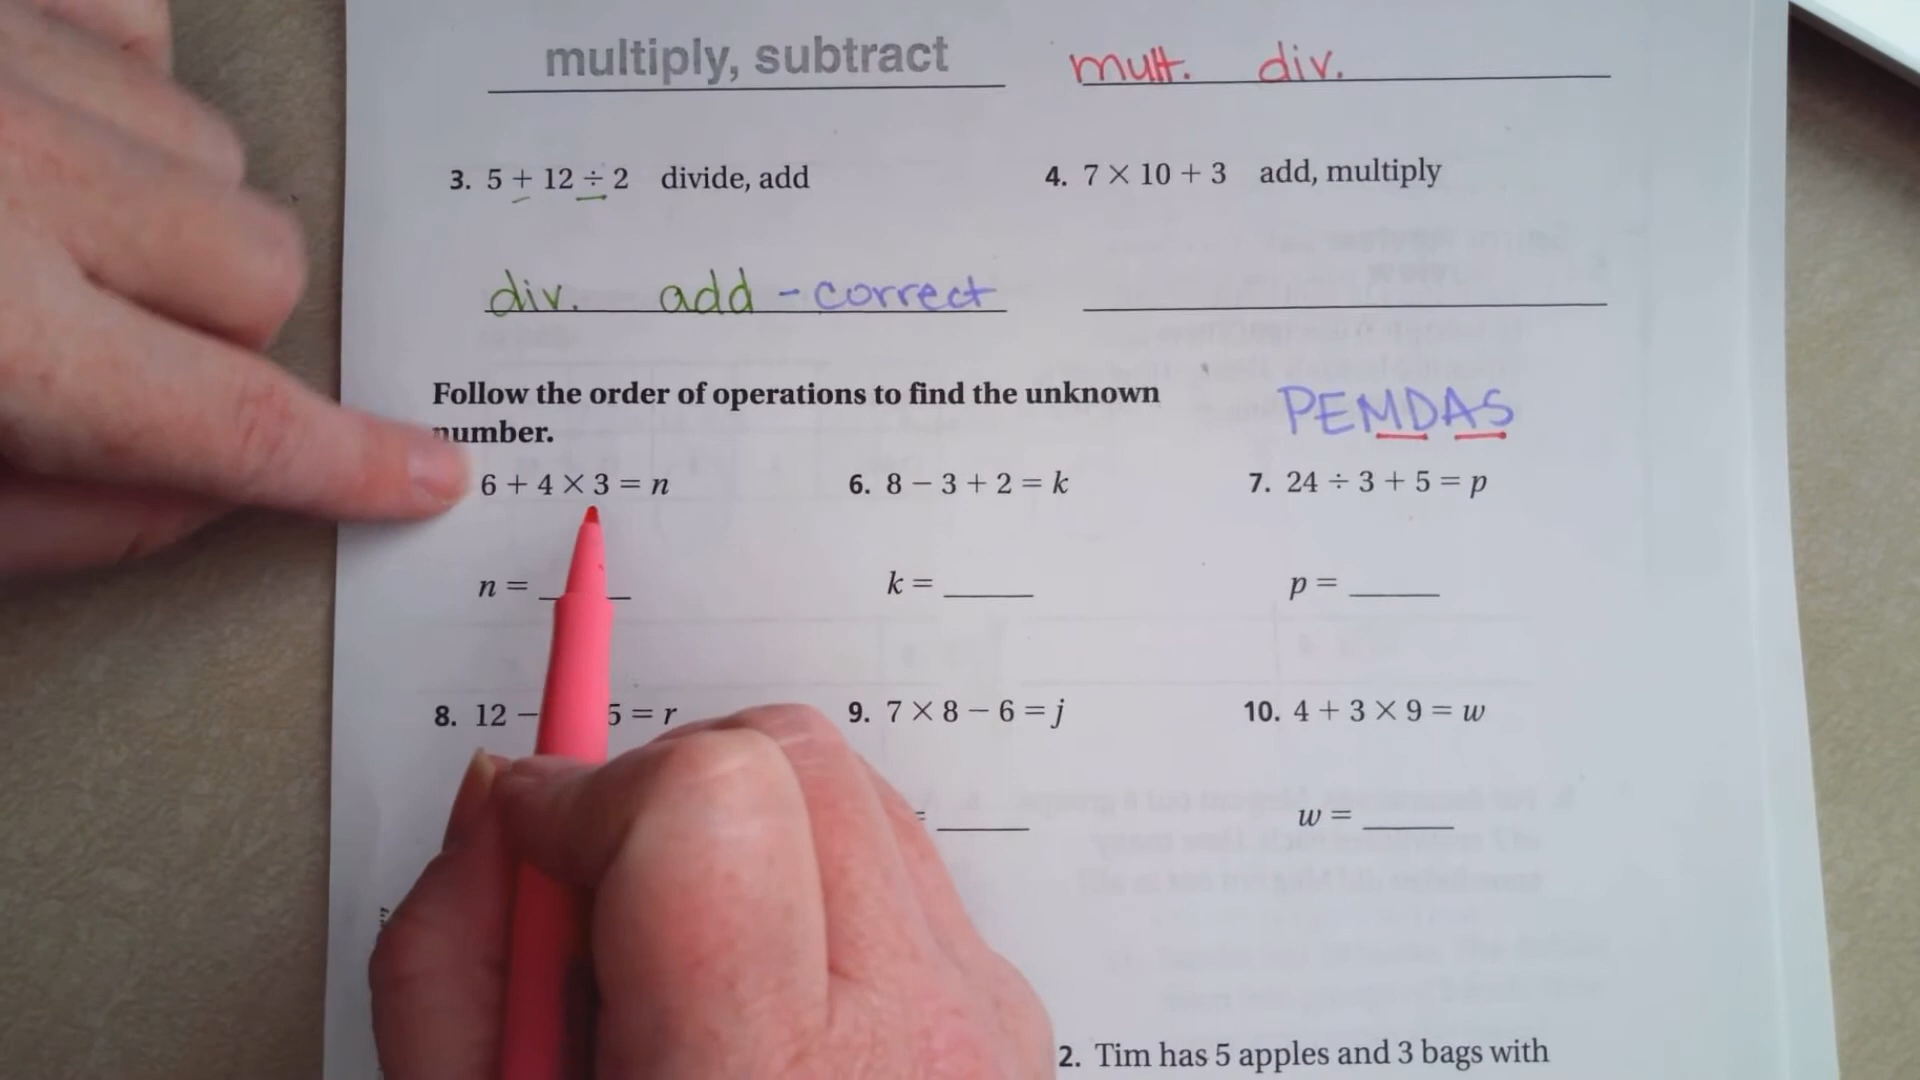 multiply, subtract
mult. div.
3. 5 + 12 ÷ 2 divide, add
4. 7 × 10 + 3 add, multiply
div. add - correct
Follow the order of operations to find the unknown
number.
PEMDAS
6 + 4 × 3 = n
6. 8 − 3 + 2 = k
7. 24 ÷ 3 + 5 = p
n =
k =
p =
8. 12 − 5 = r
9. 7 × 8 − 6 = j
10. 4 + 3 × 9 = w
=
w =
2. Tim has 5 apples and 3 bags with